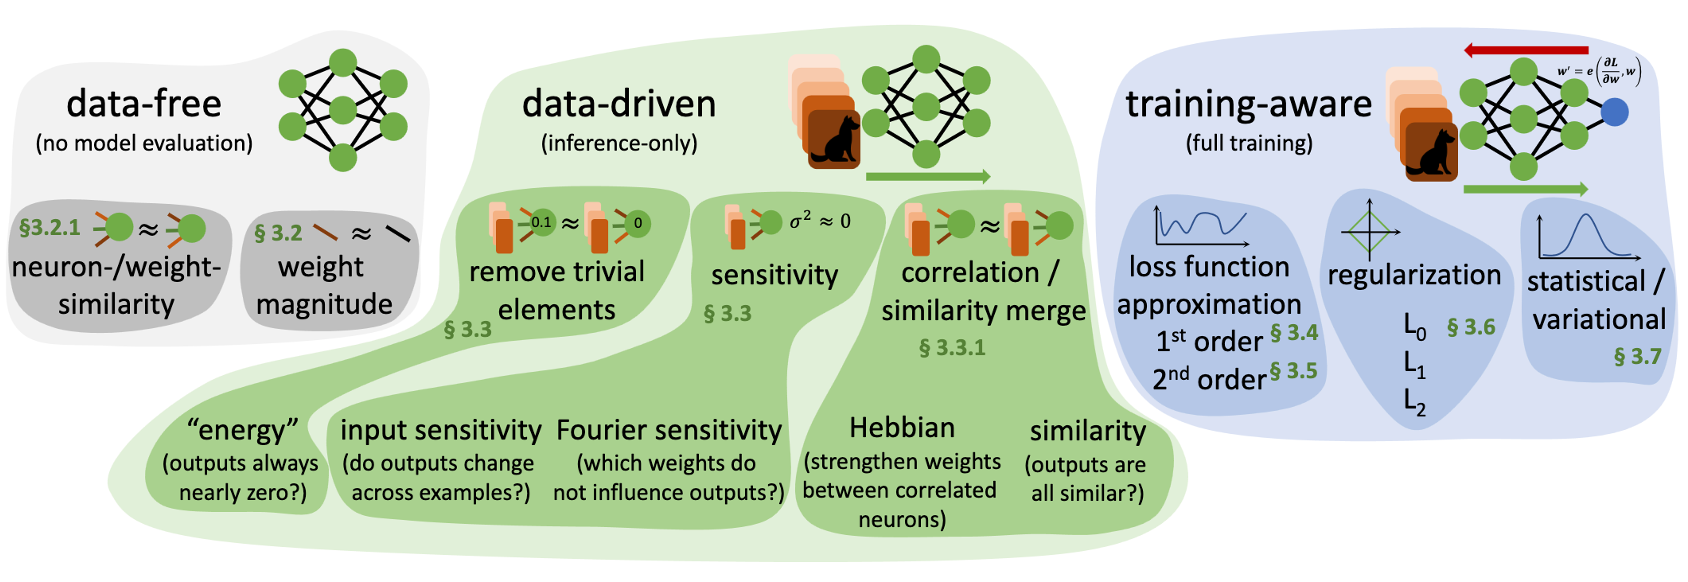 data-free
(no model evaluation)
§3.2.1
≈
neuron-/weight-
similarity
§ 3.2
≈
weight
magnitude
data-driven
(inference-only)
0.1 ≈ 0
remove trivial
elements
§ 3.3
σ² ≈ 0
sensitivity
§ 3.3
≈
correlation /
similarity merge
§ 3.3.1
“energy”
(outputs always
nearly zero?)
input sensitivity
(do outputs change
across examples?)
Fourier sensitivity
(which weights do
not influence outputs?)
Hebbian
(strengthen weights
between correlated
neurons)
similarity
(outputs are
all similar?)
training-aware
(full training)
w' = e(∂L/∂w, w)
loss function
approximation
1st order § 3.4
2nd order § 3.5
regularization
L0 § 3.6
L1
L2
statistical /
variational
§ 3.7